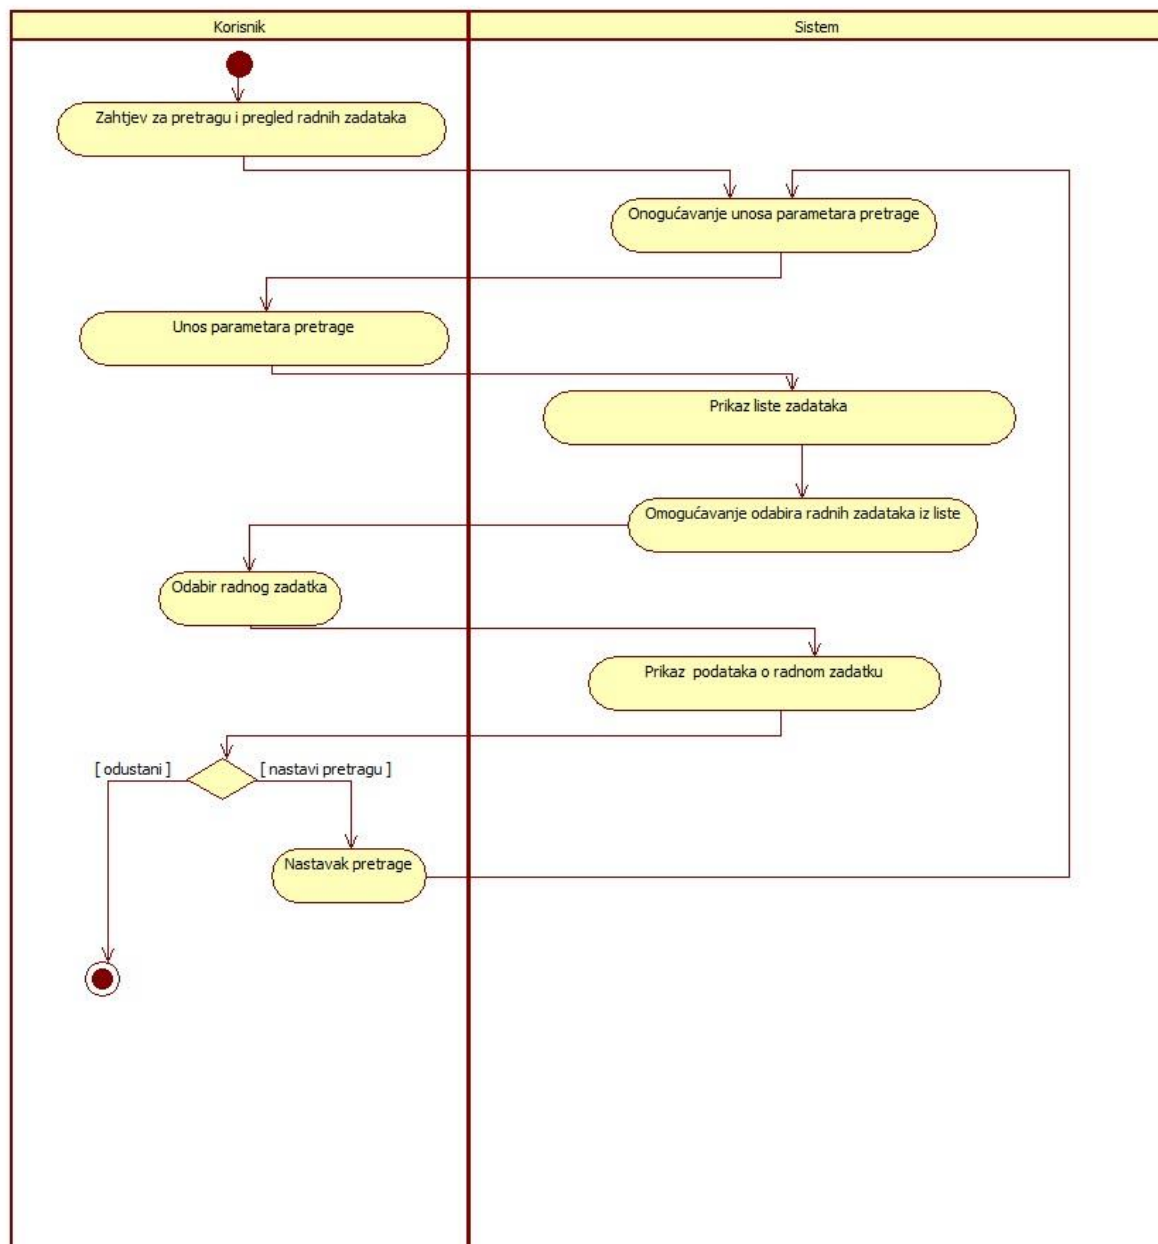 Korisnik
Sistem
Zahtjev za pretragu i pregled radnih zadataka
Onogućavanje unosa parametara pretrage
Unos parametara pretrage
Prikaz liste zadataka
Omogućavanje odabira radnih zadataka iz liste
Odabir radnog zadatka
Prikaz  podataka o radnom zadatku
[ odustani ]
[ nastavi pretragu ]
Nastavak pretrage